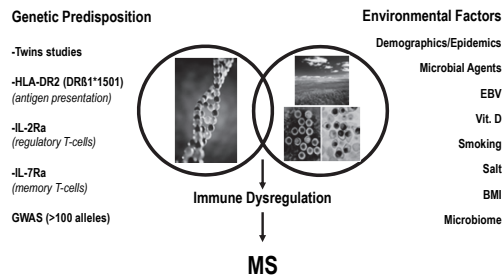 Genetic Predisposition
-Twins studies
-HLA-DR2 (DRß1*1501)
(antigen presentation)
-IL-2Ra
(regulatory T-cells)
-IL-7Ra
(memory T-cells)
GWAS (>100 alleles)
Environmental Factors
Demographics/Epidemics
Microbial Agents
EBV
Vit. D
Smoking
Salt
BMI
Microbiome
Immune Dysregulation
MS